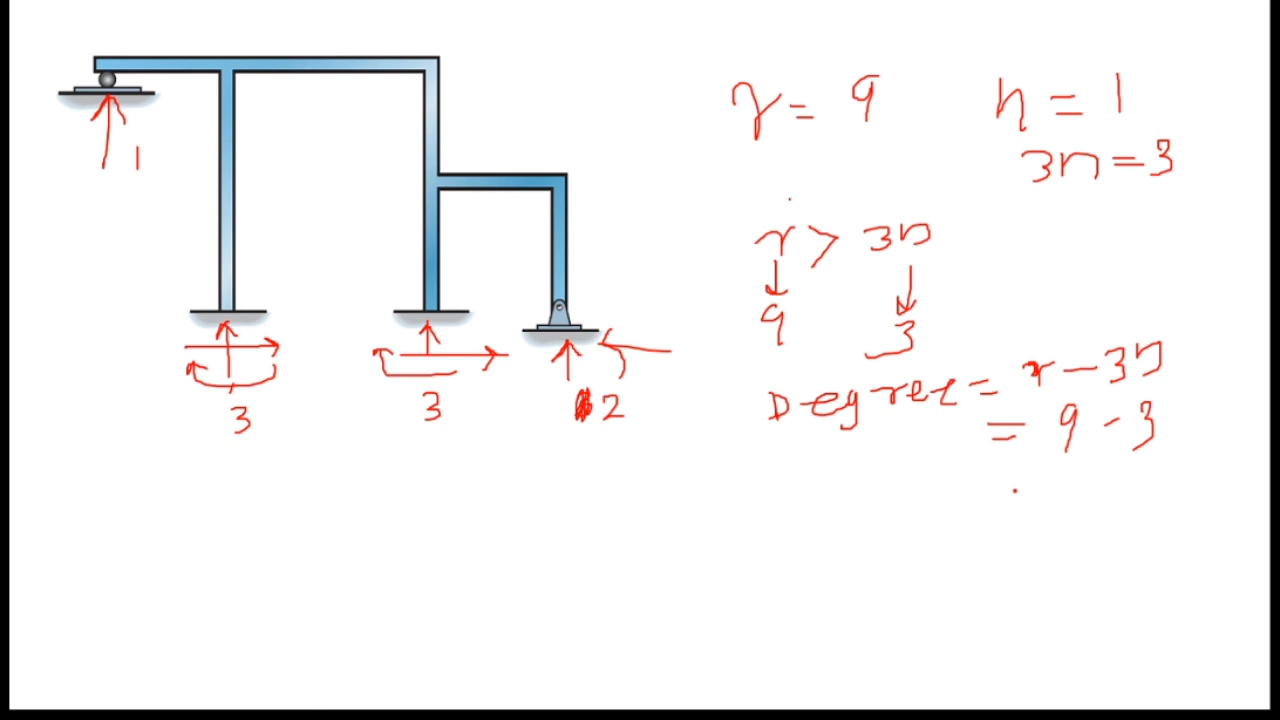 r = 9
n = 1
3n = 3
1
r > 3n
9 3
Degree = r - 3n
= 9 - 3
3 3 2